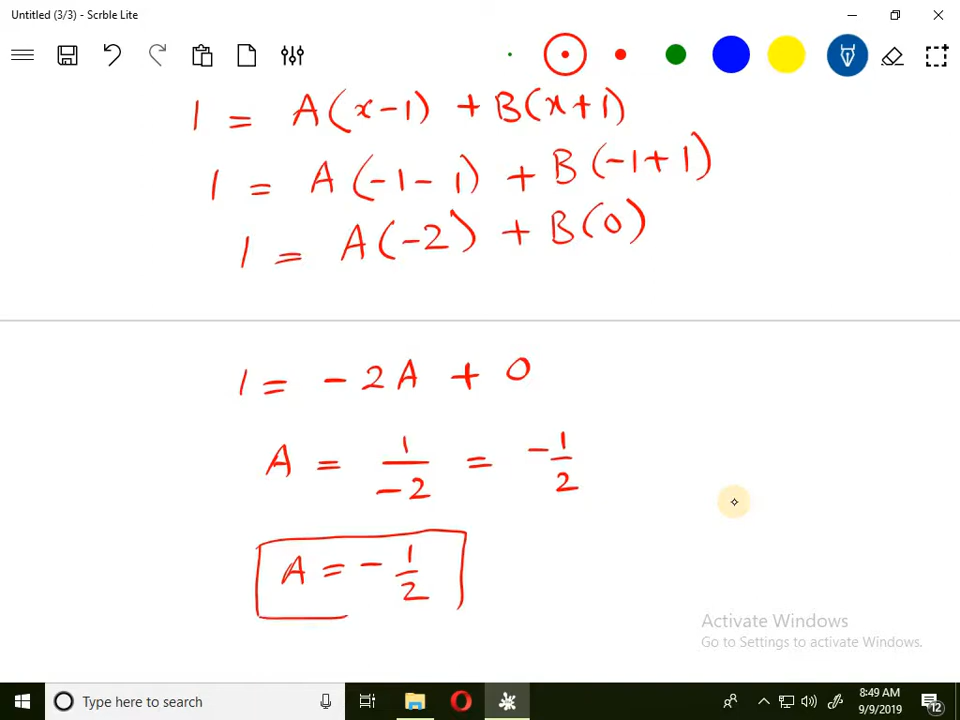 Untitled (3/3) - Scrble Lite
1 = A(x-1) + B(x+1)
1 = A(-1-1) + B(-1+1)
1 = A(-2) + B(0)
1 = -2A + 0
A = 1/-2 = -1/2
A = -1/2
Activate Windows
Go to Settings to activate Windows.
Type here to search
8:49 AM
9/9/2019
12